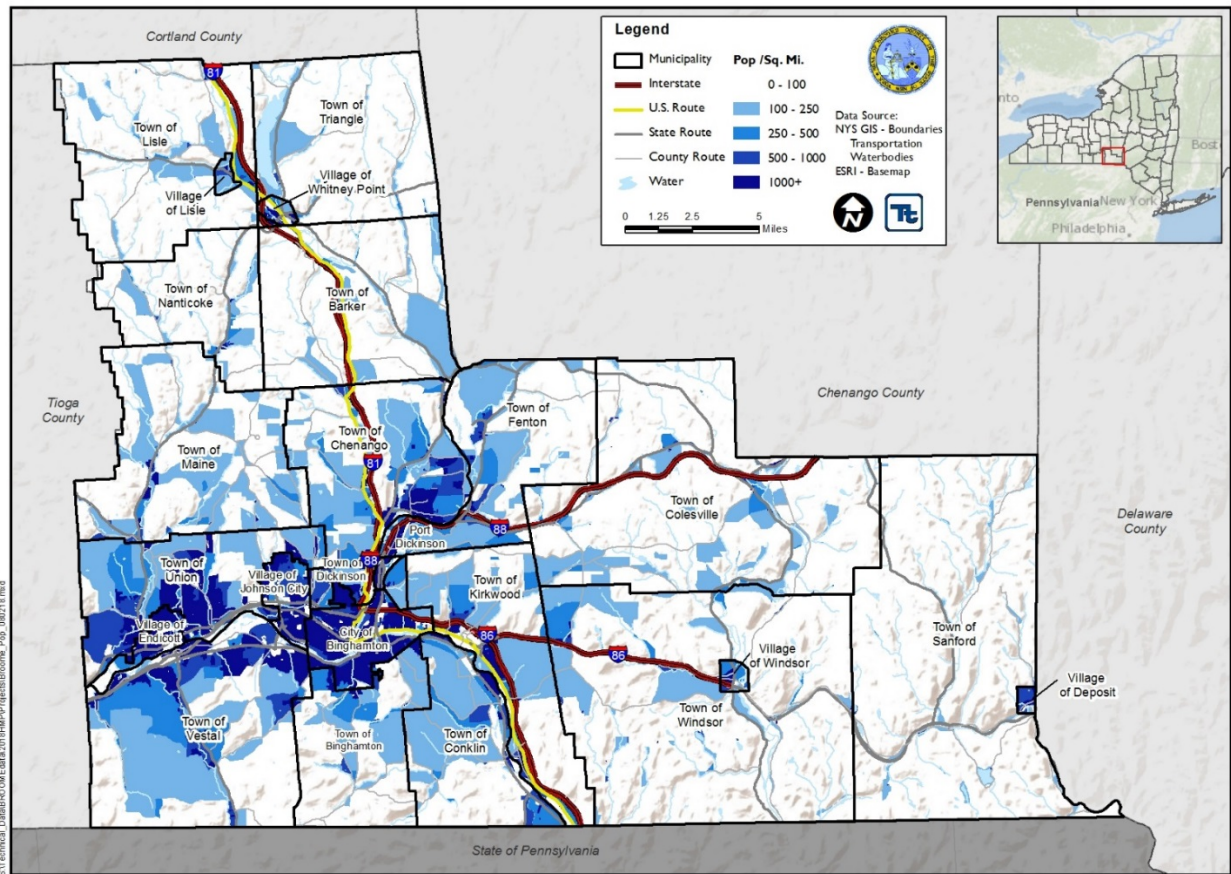 Cortland County
Legend
Municipality
Interstate
U.S. Route
State Route
County Route
Water
Pop /Sq. Mi.
0 - 100
100 - 250
250 - 500
500 - 1000
1000+
Data Source:
NYS GIS - Boundaries
Transportation
Waterbodies
ESRI - Basemap
0 1.25 2.5 5
Miles
N
Tt
Pennsylvania
New York
Philadelphia
81
Town of
Lisle
Town of
Triangle
Village of
Lisle
Village of
Whitney Point
Town of
Nanticoke
Town of
Barker
Tioga
County
Chenango County
Delaware
County
Town of
Maine
Town of
Chenango
81
Town of
Fenton
Town of
Colesville
88
Port
Dickinson
88
Town of
Dickinson
Town of
Union
Village of
Johnson City
Town of
Kirkwood
Village of
Endicott
City of
Binghamton
86
86
Village
of Windsor
Town of
Sanford
Village
of Deposit
Town of
Vestal
Town of
Binghamton
Town of
Conklin
Town of
Windsor
State of Pennsylvania